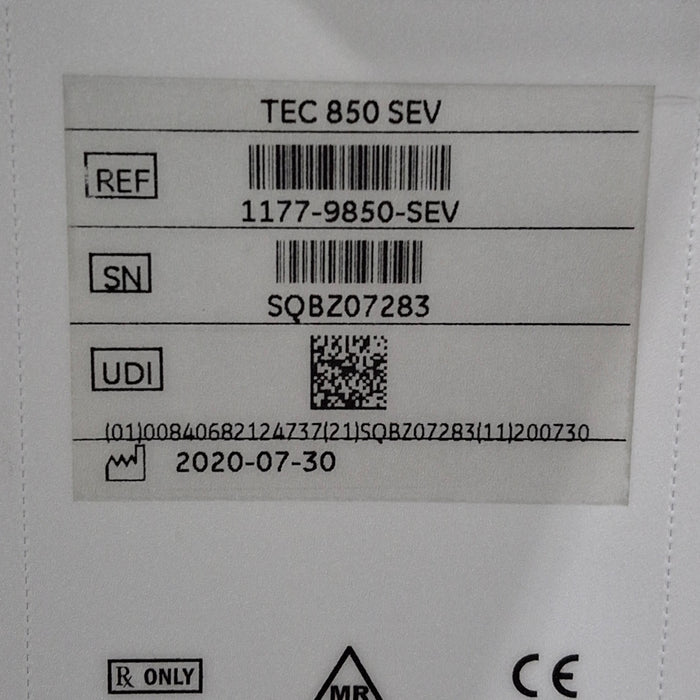 TEC 850 SEV
REF
1177-9850-SEV
SN
SQBZ07283
UDI
(01)00840682124737(21)SQBZ07283(11)200730
2020-07-30
℞ ONLY
MR
CE